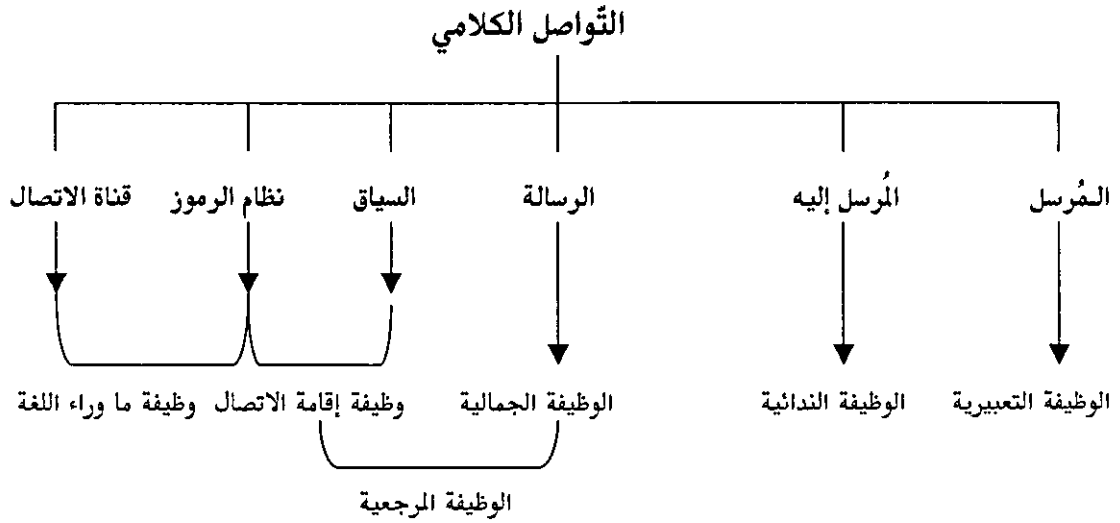 التّواصل الكلامي
المُرسل المُرسل إليه الرسالة السياق نظام الرموز قناة الاتصال
الوظيفة التعبيرية الوظيفة الندائية الوظيفة الجمالية وظيفة إقامة الاتصال وظيفة ما وراء اللغة
الوظيفة المرجعية